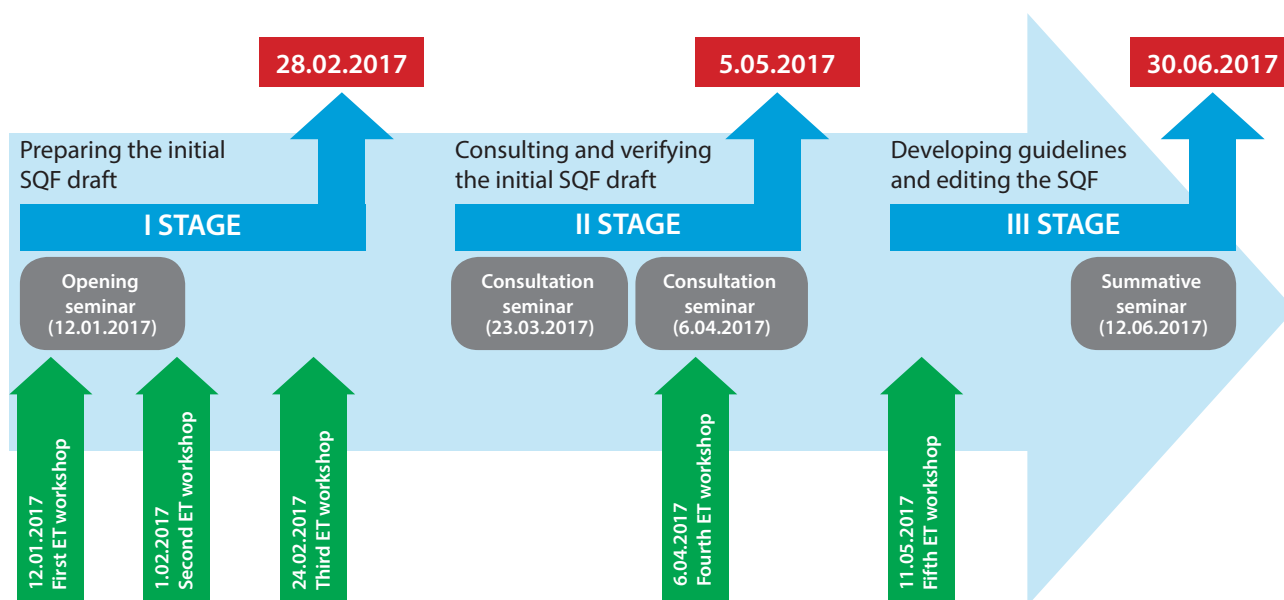 28.02.2017
5.05.2017
30.06.2017
Preparing the initial
SQF draft
Consulting and verifying
the initial SQF draft
Developing guidelines
and editing the SQF
I STAGE
II STAGE
III STAGE
Opening
seminar
(12.01.2017)
Consultation
seminar
(23.03.2017)
Consultation
seminar
(6.04.2017)
Summative
seminar
(12.06.2017)
12.01.2017
First ET workshop
1.02.2017
Second ET workshop
24.02.2017
Third ET workshop
6.04.2017
Fourth ET workshop
11.05.2017
Fifth ET workshop